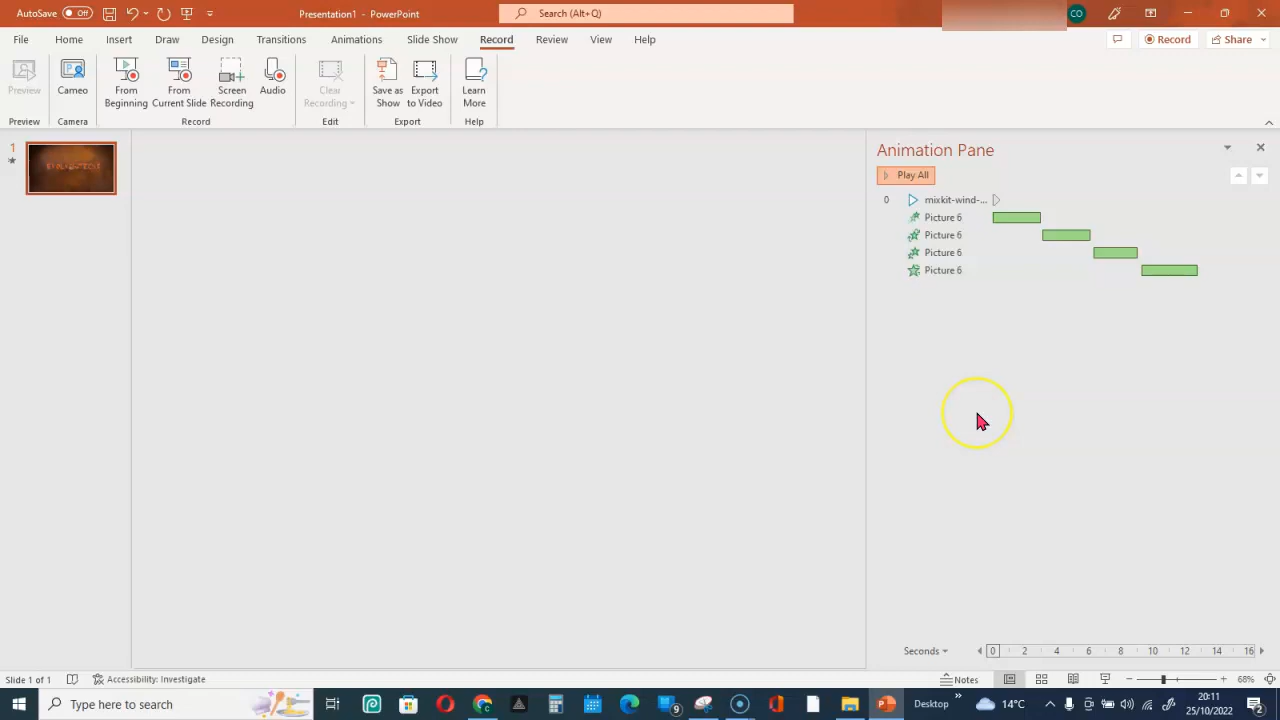 AutoSave Off
Presentation1 - PowerPoint
Search (Alt+Q)
CO
File Home Insert Draw Design Transitions Animations Slide Show Record Review View Help
Record Share
Preview
Cameo
From Beginning
From Current Slide
Screen Recording
Audio
Clear Recording
Save as Show
Export to Video
Learn More
Preview Camera Record Edit Export Help
1
Animation Pane
Play All
0 mixkit-wind-...
Picture 6
Picture 6
Picture 6
Picture 6
Seconds 0 2 4 6 8 10 12 14 16
Slide 1 of 1 Accessibility: Investigate Notes 68%
Type here to search
9
Desktop
14°C
20:11
25/10/2022
2